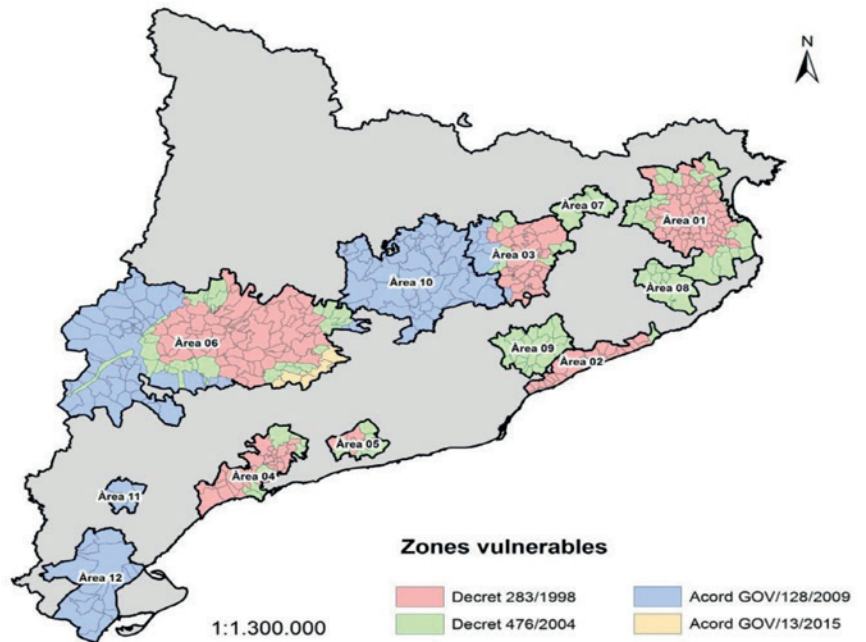 N
Àrea 07
Àrea 01
Àrea 03
Àrea 10
Àrea 08
Àrea 06
Àrea 09
Àrea 02
Àrea 05
Àrea 04
Àrea 11
Àrea 12
Zones vulnerables
Decret 283/1998
Acord GOV/128/2009
Decret 476/2004
Acord GOV/13/2015
1:1.300.000